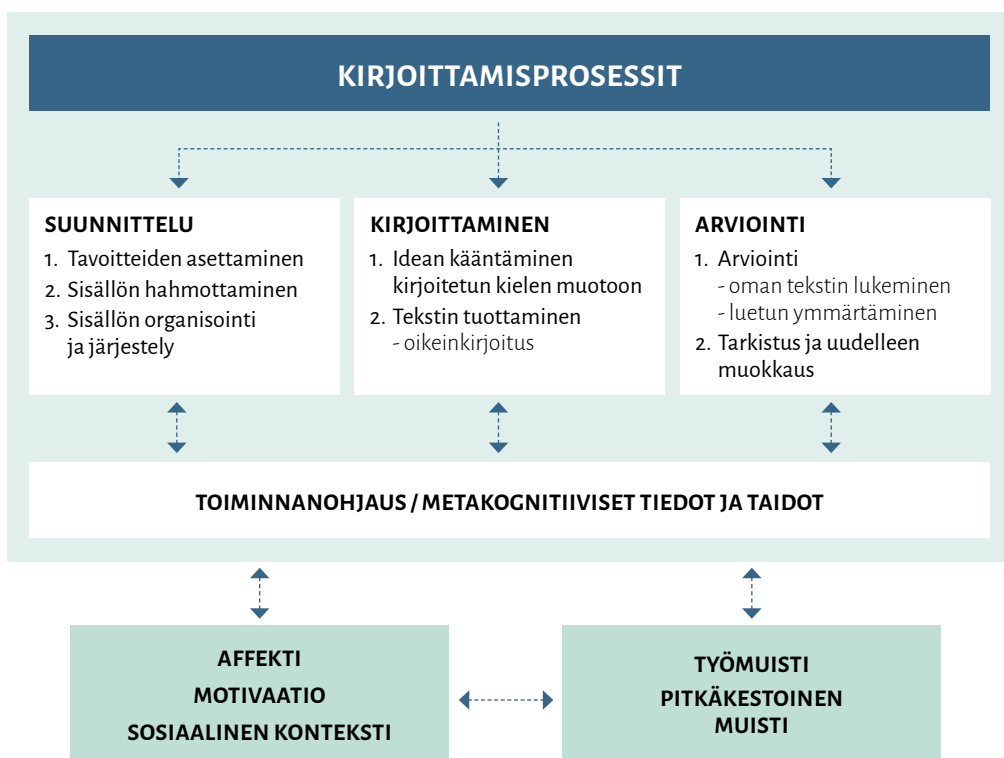 KIRJOITTAMISPROSESSIT
SUUNNITTELU
1. Tavoitteiden asettaminen
2. Sisällön hahmottaminen
3. Sisällön organisointi
ja järjestely
KIRJOITTAMINEN
1. Idean kääntäminen
kirjoitetun kielen muotoon
2. Tekstin tuottaminen
- oikeinkirjoitus
ARVIOINTI
1. Arviointi
- oman tekstin lukeminen
- luetun ymmärtäminen
2. Tarkistus ja uudelleen
muokkaus
TOIMINNANOHJAUS / METAKOGNITIIVISET TIEDOT JA TAIDOT
AFFEKTI
MOTIVAATIO
SOSIAALINEN KONTEKSTI
TYÖMUISTI
PITKÄKESTOINEN
MUISTI